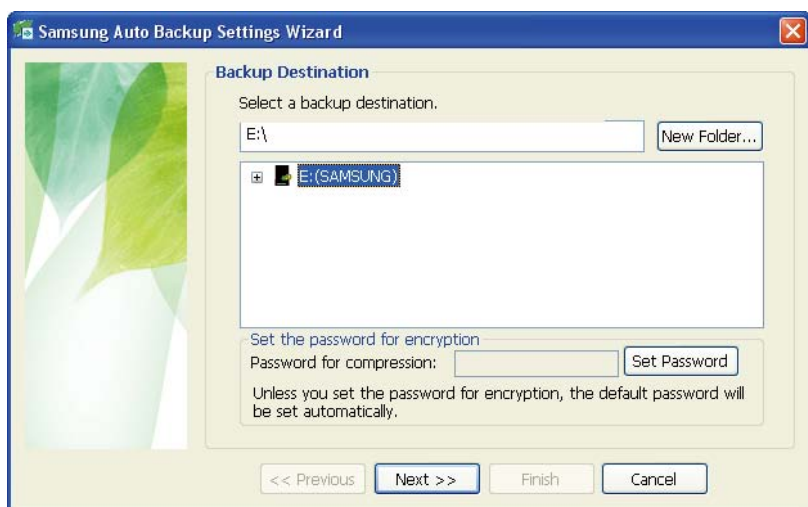 Samsung Auto Backup Settings Wizard
Backup Destination
Select a backup destination.
E:\
New Folder...
E:(SAMSUNG)
Set the password for encryption
Password for compression:
Set Password
Unless you set the password for encryption, the default password will
be set automatically.
<< Previous
Next >>
Finish
Cancel